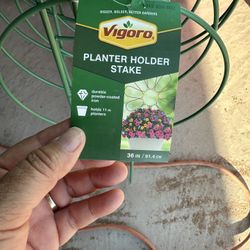 BIGGER, BOLDER, BETTER GARDENS
Vigoro
PLANTER HOLDER
STAKE
durable
powder-coated
iron
holds 11 in
planters
36 IN / 91.4 CM